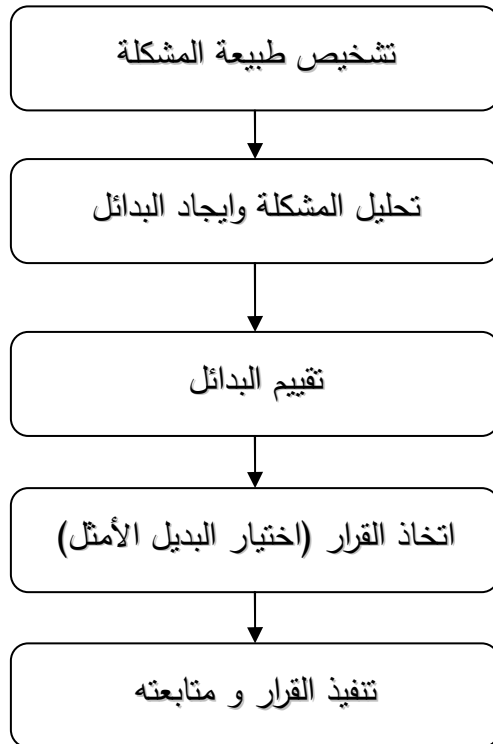 تشخيص طبيعة المشكلة
تحليل المشكلة وايجاد البدائل
تقييم البدائل
اتخاذ القرار (اختيار البديل الأمثل)
تنفيذ القرار و متابعته